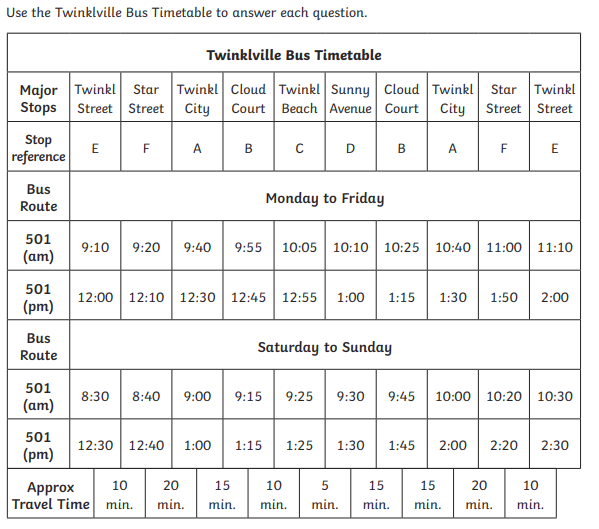 Use the Twinklville Bus Timetable to answer each question.
Twinklville Bus Timetable
Major Stops Twinkl Street Star Street Twinkl City Cloud Court Twinkl Beach Sunny Avenue Cloud Court Twinkl City Star Street Twinkl Street
Stop reference E F A B C D B A F E
Bus Route Monday to Friday
501 (am) 9:10 9:20 9:40 9:55 10:05 10:10 10:25 10:40 11:00 11:10
501 (pm) 12:00 12:10 12:30 12:45 12:55 1:00 1:15 1:30 1:50 2:00
Bus Route Saturday to Sunday
501 (am) 8:30 8:40 9:00 9:15 9:25 9:30 9:45 10:00 10:20 10:30
501 (pm) 12:30 12:40 1:00 1:15 1:25 1:30 1:45 2:00 2:20 2:30
Approx Travel Time 10 min. 20 min. 15 min. 10 min. 5 min. 15 min. 15 min. 20 min. 10 min.